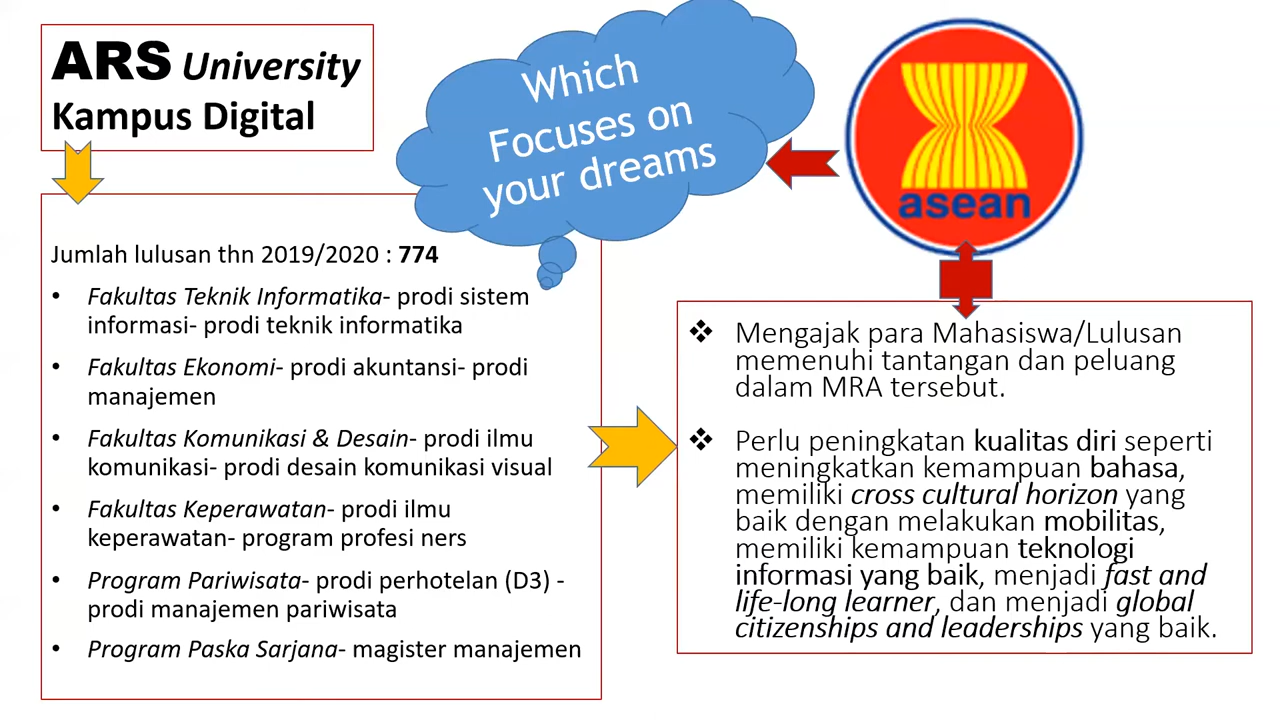 ARS University
Kampus Digital
Which
Focuses on
your dreams
asean
Jumlah lulusan thn 2019/2020 : 774
• Fakultas Teknik Informatika- prodi sistem
informasi- prodi teknik informatika
• Fakultas Ekonomi- prodi akuntansi- prodi
manajemen
• Fakultas Komunikasi & Desain- prodi ilmu
komunikasi- prodi desain komunikasi visual
• Fakultas Keperawatan- prodi ilmu
keperawatan- program profesi ners
• Program Pariwisata- prodi perhotelan (D3) -
prodi manajemen pariwisata
• Program Paska Sarjana- magister manajemen
❖ Mengajak para Mahasiswa/Lulusan
memenuhi tantangan dan peluang
dalam MRA tersebut.
❖ Perlu peningkatan kualitas diri seperti
meningkatkan kemampuan bahasa,
memiliki cross cultural horizon yang
baik dengan melakukan mobilitas,
memiliki kemampuan teknologi
informasi yang baik, menjadi fast and
life-long learner, dan menjadi global
citizenships and leaderships yang baik.